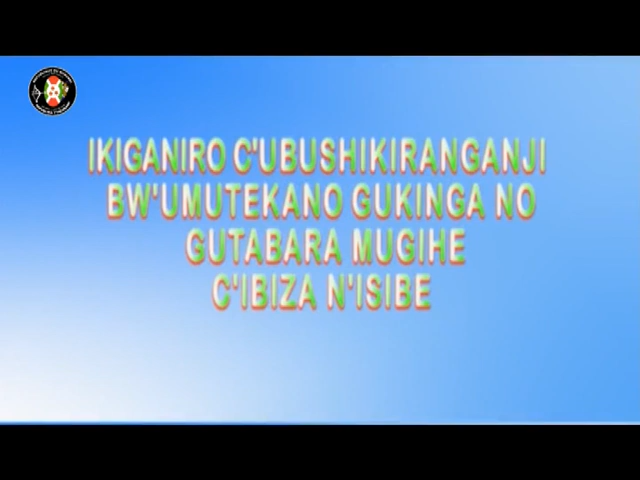 IKIGANIRO C'UBUSHIKIRANGANJI
BW'UMUTEKANO GUKINGA NO
GUTABARA MUGIHE
C'IBIZA N'ISIBE